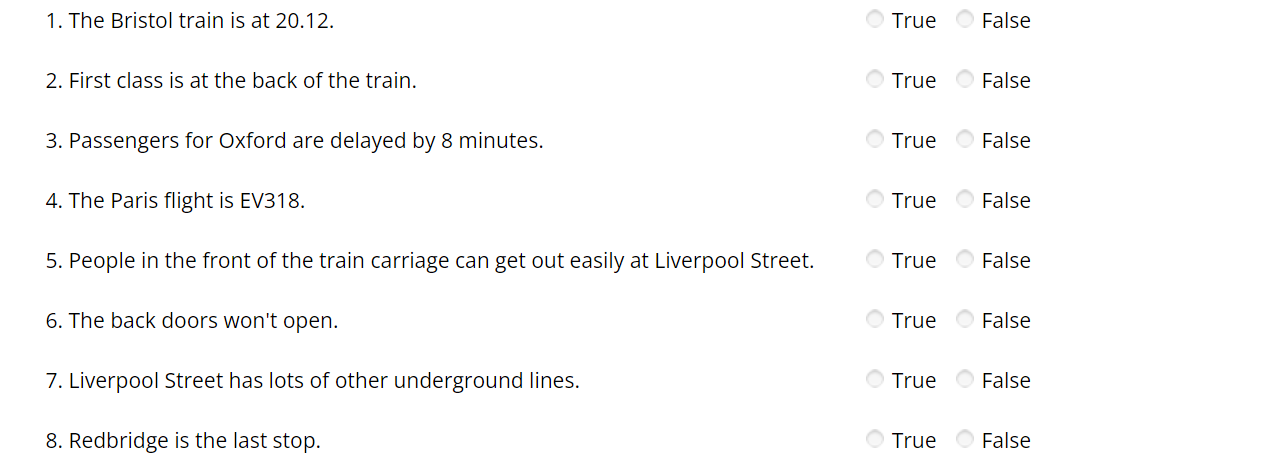 1. The Bristol train is at 20.12. True False
2. First class is at the back of the train. True False
3. Passengers for Oxford are delayed by 8 minutes. True False
4. The Paris flight is EV318. True False
5. People in the front of the train carriage can get out easily at Liverpool Street. True False
6. The back doors won't open. True False
7. Liverpool Street has lots of other underground lines. True False
8. Redbridge is the last stop. True False